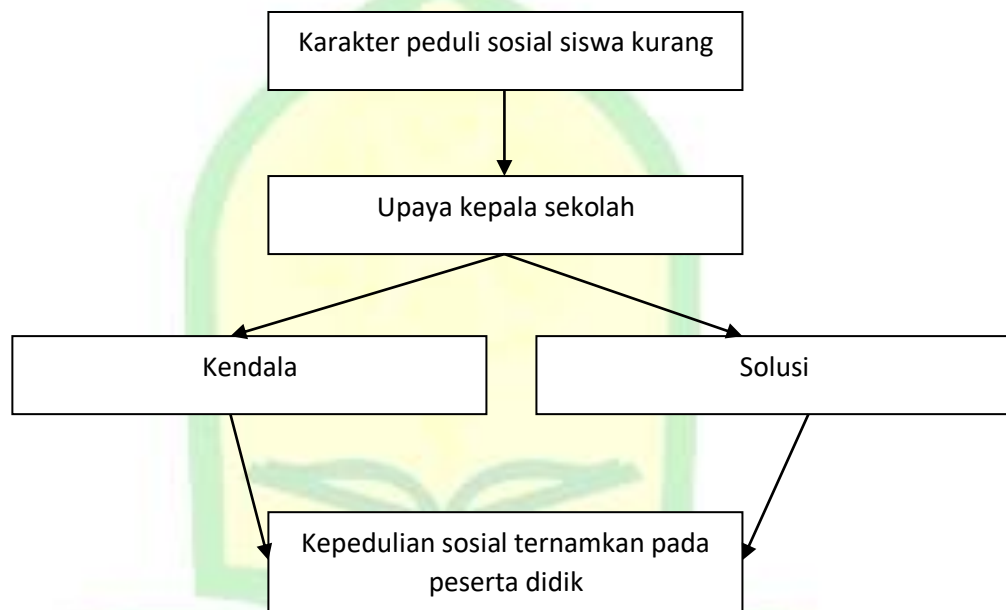 Karakter peduli sosial siswa kurang
Upaya kepala sekolah
Kendala
Solusi
Kepedulian sosial ternamkan pada
peserta didik